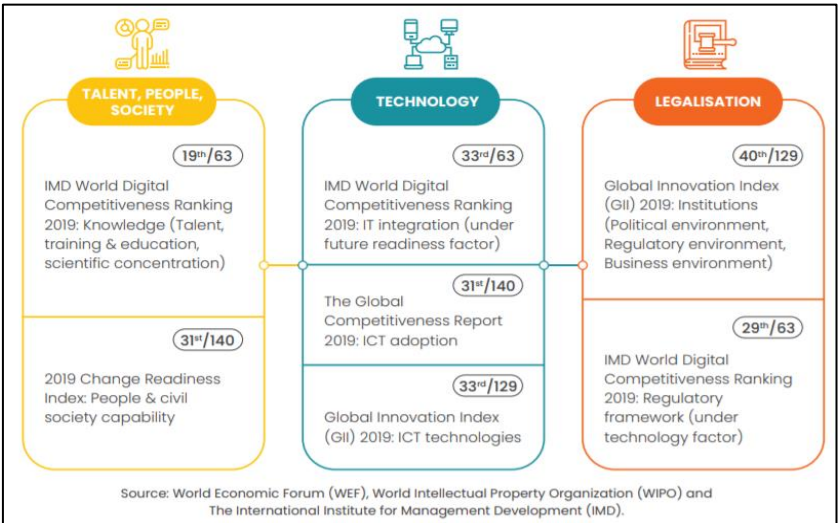 TALENT, PEOPLE,
SOCIETY
19th/63
IMD World Digital
Competitiveness Ranking
2019: Knowledge (Talent,
training & education,
scientific concentration)
31st/140
2019 Change Readiness
Index: People & civil
society capability
TECHNOLOGY
33rd/63
IMD World Digital
Competitiveness Ranking
2019: IT integration (under
future readiness factor)
31st/140
The Global
Competitiveness Report
2019: ICT adoption
33rd/129
Global Innovation Index
(GII) 2019: ICT technologies
LEGALISATION
40th/129
Global Innovation Index
(GII) 2019: Institutions
(Political environment,
Regulatory environment,
Business environment)
29th/63
IMD World Digital
Competitiveness Ranking
2019: Regulatory
framework (under
technology factor)
Source: World Economic Forum (WEF), World Intellectual Property Organization (WIPO) and
The International Institute for Management Development (IMD).